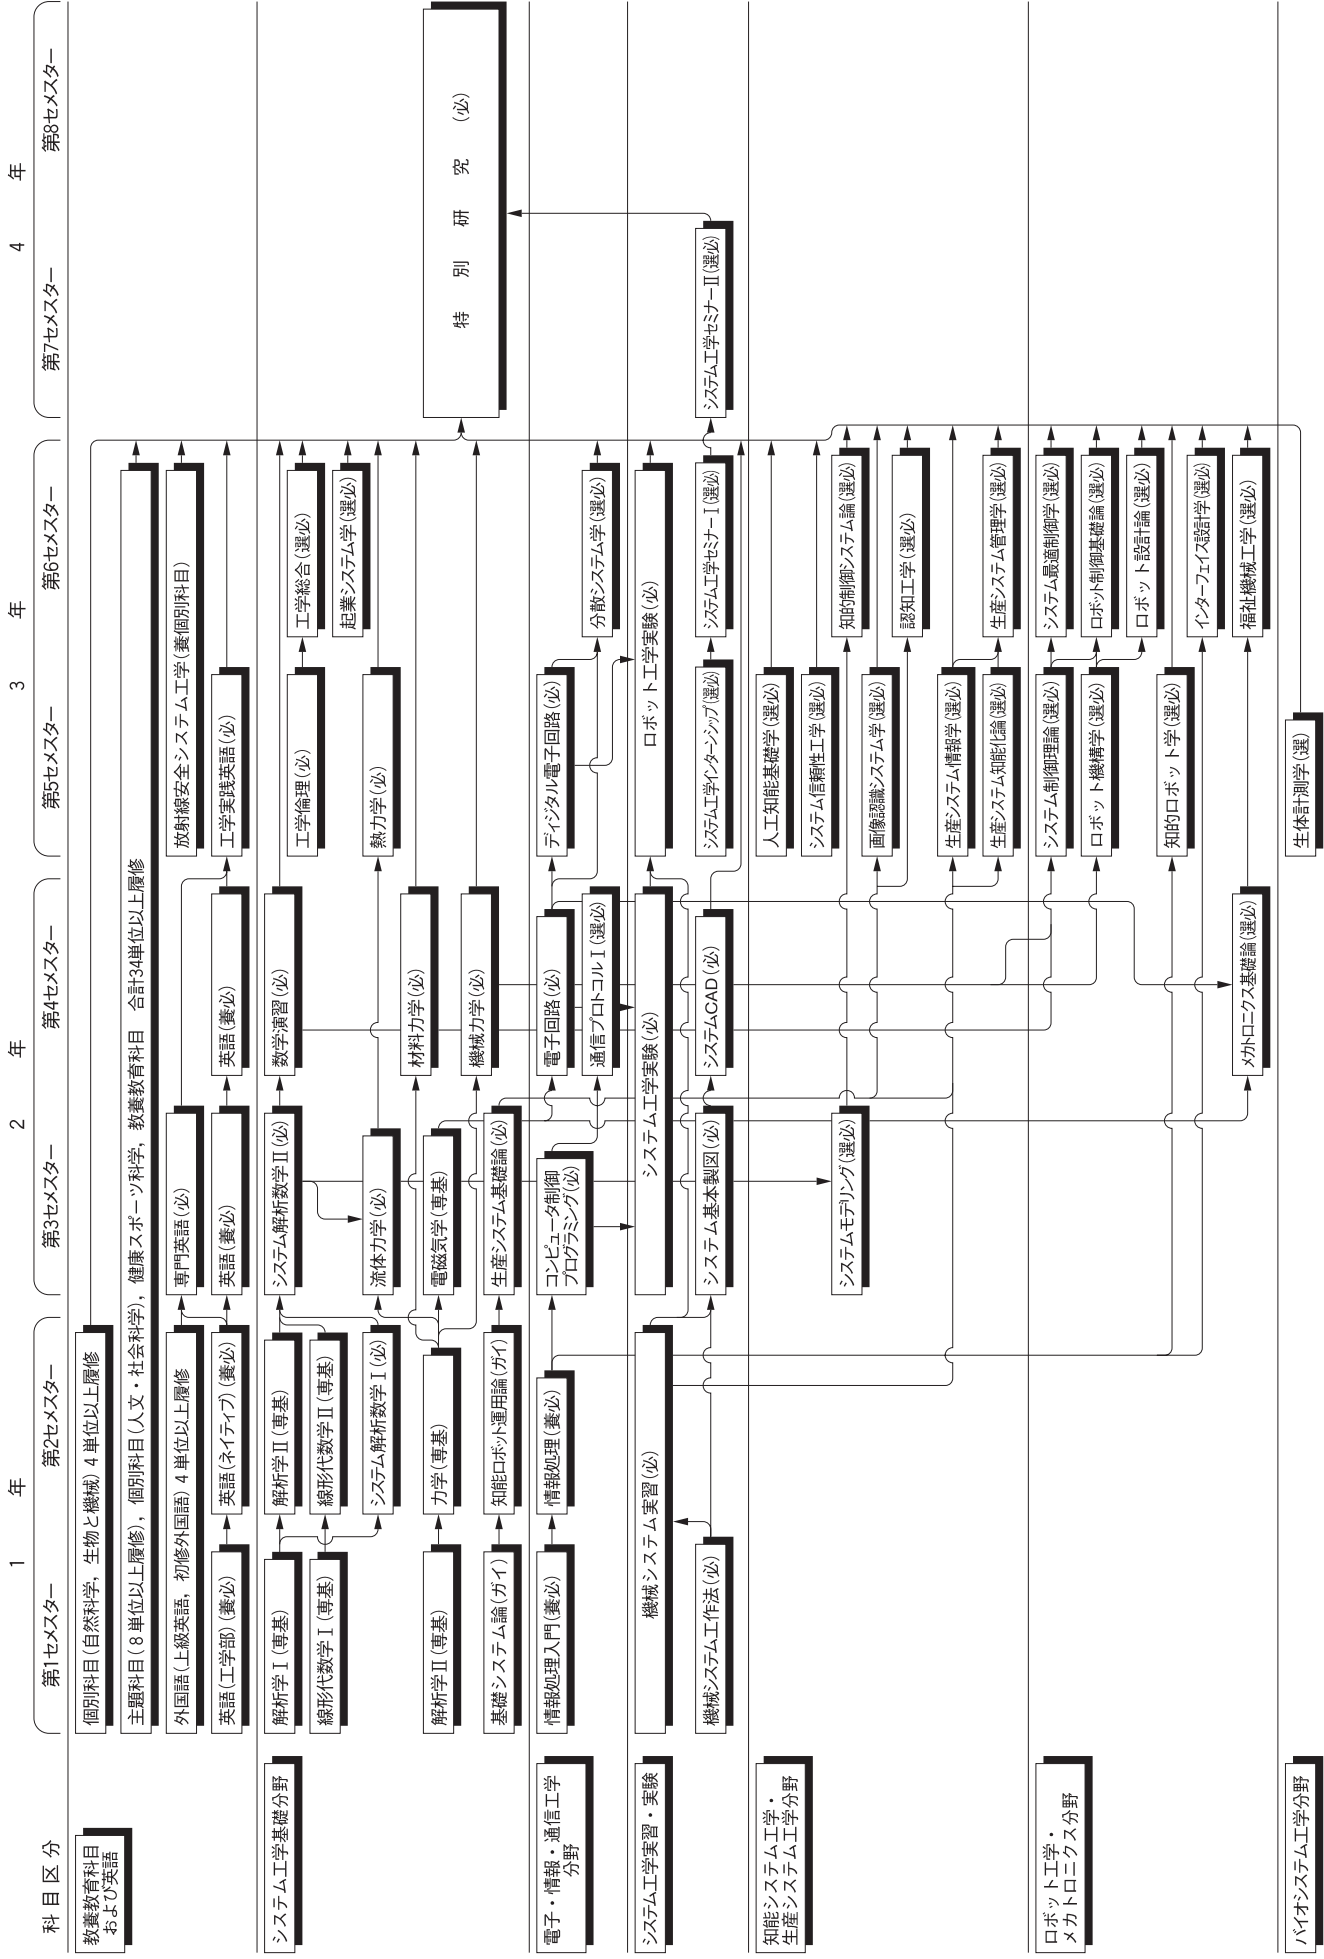 科 目 区 分
1 年
2 年
3 年
4 年
第1セメスター
第2セメスター
第3セメスター
第4セメスター
第5セメスター
第6セメスター
第7セメスター
第8セメスター
教養教育科目
および英語
個別科目(自然科学,生物と機械)4単位以上履修
主題科目(8単位以上履修),個別科目(人文・社会科学),健康スポーツ科学,教養教育科目 合計34単位以上履修
外国語(上級英語,初修外国語)4単位以上履修
専門英語(必)
放射線安全システム工学(養個別科目)
英語(工学部)(養必)
英語(ネイティブ)(養必)
英語(養必)
英語(養必)
工学実践英語(必)
システム工学基礎分野
解析学Ⅰ(専基)
解析学Ⅱ(専基)
システム解析数学Ⅱ(必)
数学演習(必)
工学倫理(必)
工学総合(選必)
線形代数学Ⅰ(専基)
線形代数学Ⅱ(専基)
起業システム学(選必)
システム解析数学Ⅰ(必)
流体力学(必)
熱力学(必)
材料力学(必)
解析学Ⅱ(専基)
力学(専基)
電磁気学(専基)
機械力学(必)
基礎システム論(ガイ)
知能ロボット運用論(ガイ)
生産システム基礎論(必)
特 別 研 究 (必)
電子・情報・通信工学
分野
情報処理入門(養必)
情報処理(養必)
コンピュータ制御
プログラミング(必)
電子回路(必)
ディジタル電子回路(必)
通信プロトコルⅠ(選必)
分散システム学(選必)
システム工学実習・実験
機械システム実習(必)
システム工学実験(必)
ロボット工学実験(必)
機械システム工作法(必)
システム基本製図(必)
システムCAD(必)
システム工学インターンシップ(選必)
システム工学セミナーⅠ(選必)
システム工学セミナーⅡ(選必)
知能システム工学・
生産システム工学分野
人工知能基礎学(選必)
システム信頼性工学(選必)
システムモデリング(選必)
知的制御システム論(選必)
画像認識システム学(選必)
認知工学(選必)
生産システム情報学(選必)
生産システム知能化論(選必)
生産システム管理学(選必)
ロボット工学・
メカトロニクス分野
システム制御理論(選必)
システム最適制御学(選必)
ロボット機構学(選必)
ロボット制御基礎論(選必)
ロボット設計論(選必)
知的ロボット学(選必)
インターフェイス設計学(選必)
メカトロニクス基礎論(選必)
福祉機械工学(選必)
バイオシステム工学分野
生体計測学(選)